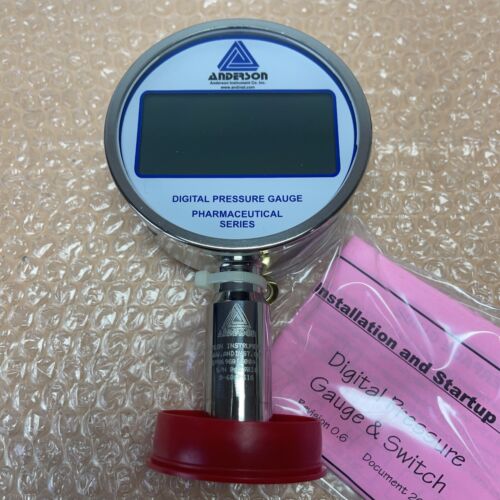 ANDERSON
Anderson Instrument Co. Inc.
www.andinst.com
DIGITAL PRESSURE GAUGE
PHARMACEUTICAL
SERIES
ANDERSON
Installation and Startup
Digital Pressure
Gauge & Switch
Revision 0.6
Document